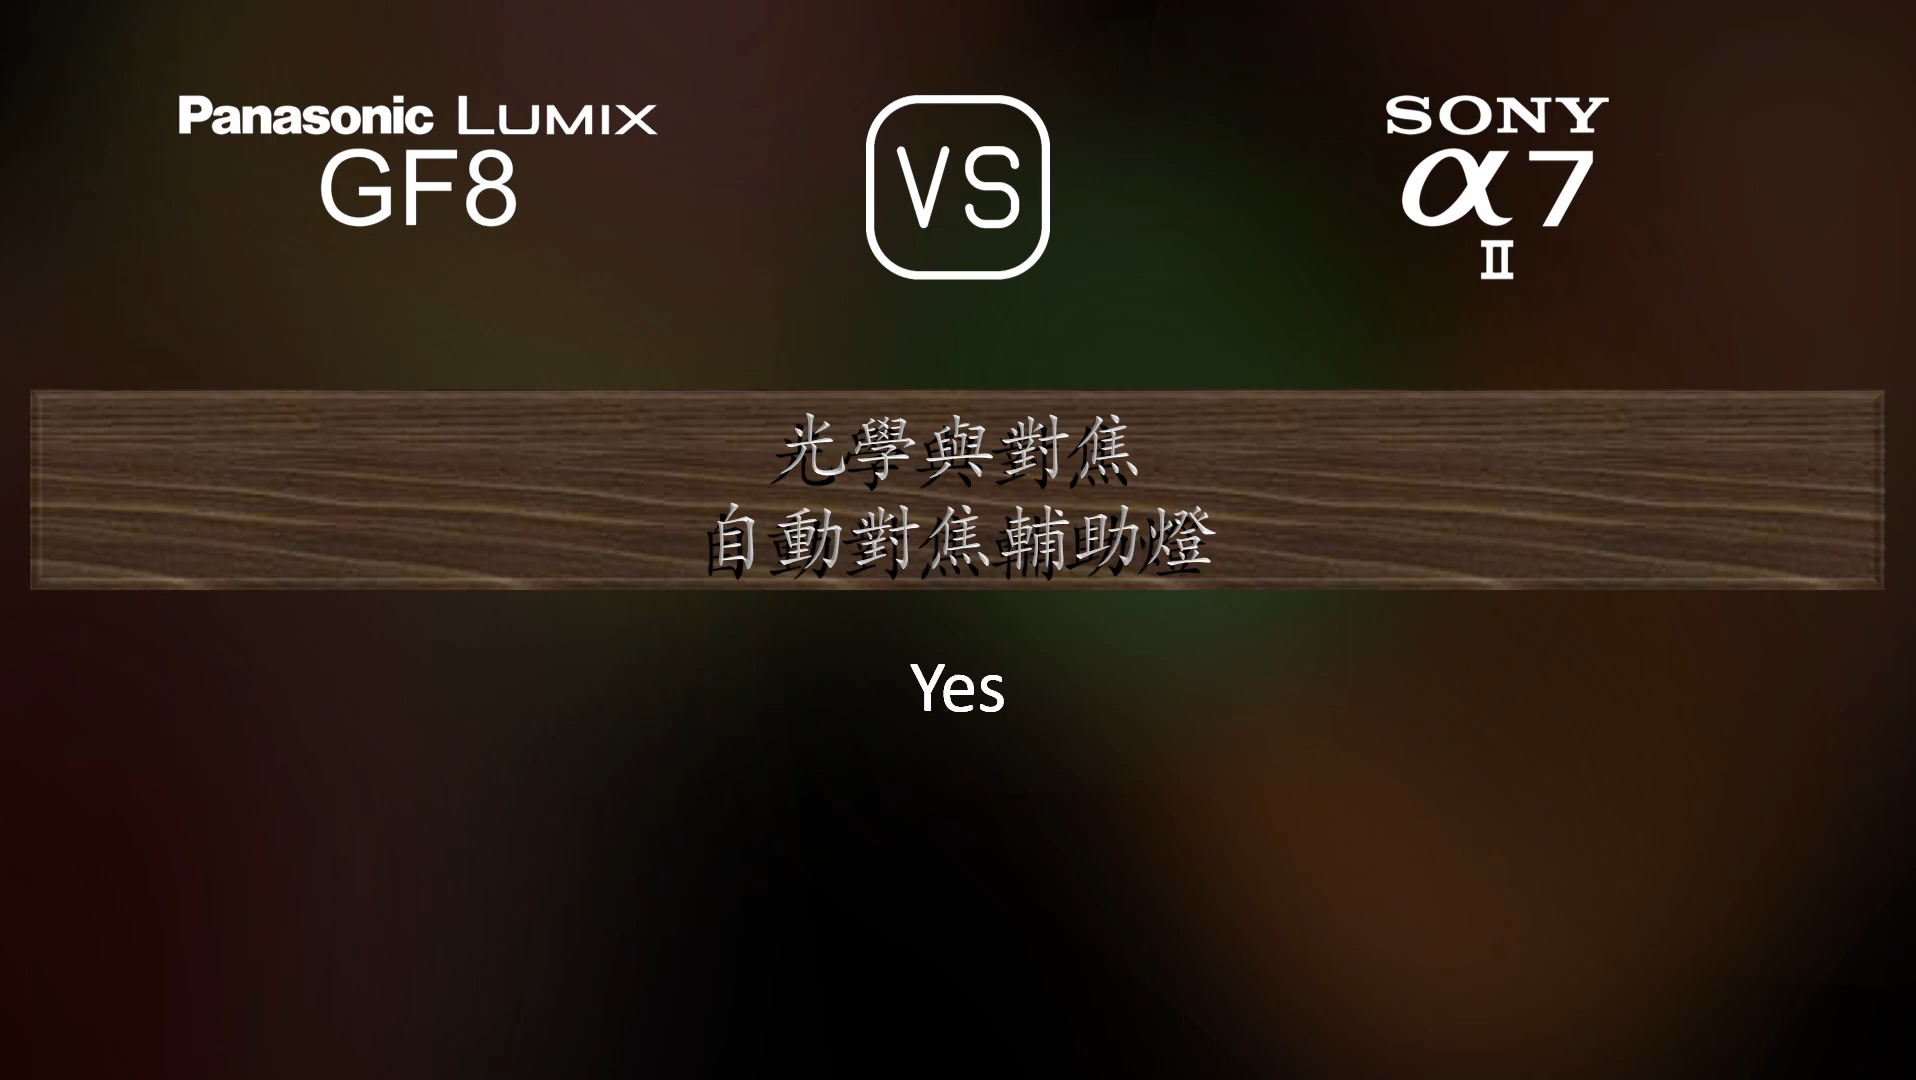 Panasonic LUMIX
GF8
VS
SONY
α7
II
光學與對焦
自動對焦輔助燈
Yes